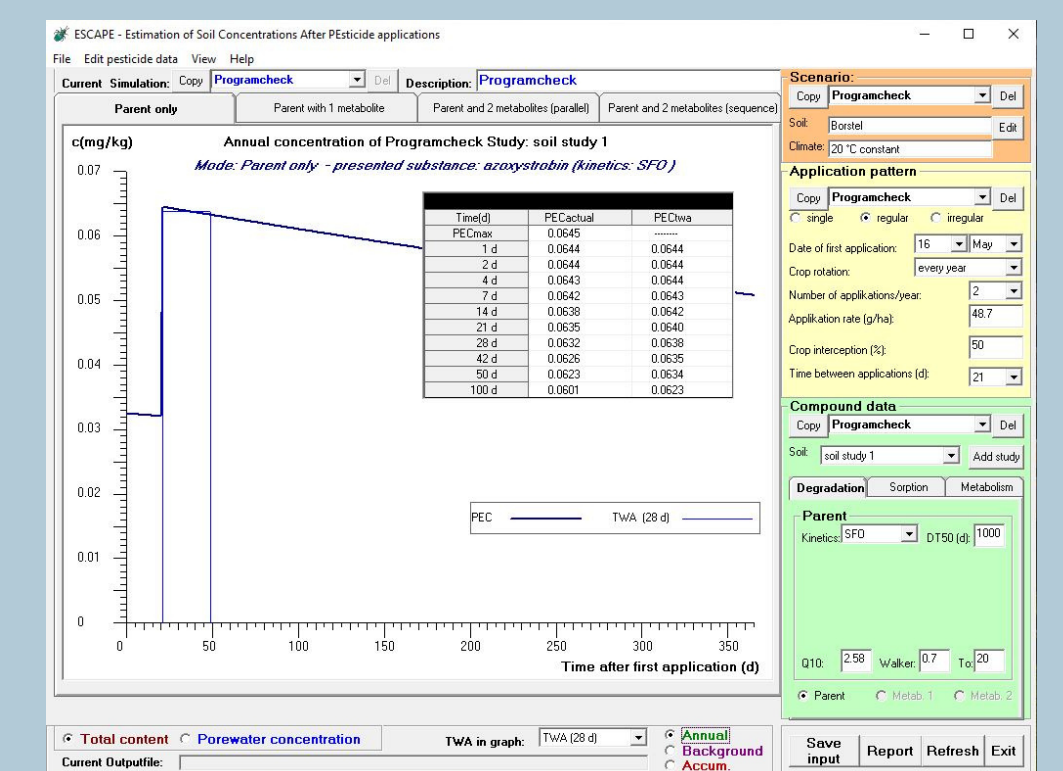 ESCAPE - Estimation of Soil Concentrations After PEsticide applications
File Edit pesticide data View Help
Current Simulation: Copy Programcheck Del Description: Programcheck
Parent only Parent with 1 metabolite Parent and 2 metabolites (parallel) Parent and 2 metabolites (sequence)
c(mg/kg) Annual concentration of Programcheck Study: soil study 1
Mode: Parent only - presented substance: azoxystrobin (kinetics: SFO )
0.07
0.06
0.05
0.04
0.03
0.02
0.01
0
Time(d) PECactual PECtwa
PECmax 0.0645 --------
1 d 0.0644 0.0644
2 d 0.0644 0.0644
4 d 0.0643 0.0644
7 d 0.0642 0.0643
14 d 0.0638 0.0642
21 d 0.0635 0.0640
28 d 0.0632 0.0638
42 d 0.0626 0.0635
50 d 0.0623 0.0634
100 d 0.0601 0.0623
PEC TWA (28 d)
0 50 100 150 200 250 300 350
Time after first application (d)
Scenario:
Copy Programcheck Del
Soil: Borstel Edit
Climate: 20 °C constant
Application pattern
Copy Programcheck Del
single regular irregular
Date of first application: 16 May
Crop rotation: every year
Number of applikations/year: 2
Applikation rate (g/ha): 48.7
Crop interception (%): 50
Time between applications (d): 21
Compound data
Copy Programcheck Del
Soil: soil study 1 Add study
Degradation Sorption Metabolism
Parent
Kinetics: SFO DT50 (d): 1000
Q10: 2.58 Walker: 0.7 To: 20
Parent Metab. 1 Metab. 2
Total content Porewater concentration TWA in graph: TWA (28 d) Annual
Background
Accum.
Current Outputfile:
Save input Report Refresh Exit